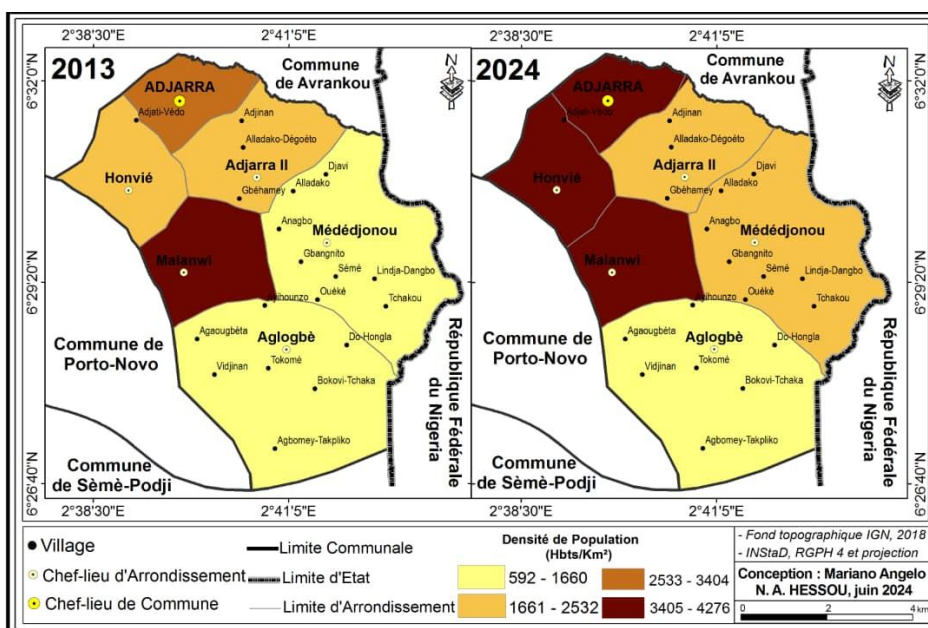 2°38'30"E
2°41'5"E
2°38'30"E
2°41'5"E
2013
Commune
de Avrankou
N
ADJARRA
Adjati-Vèdo
Adjinan
Alladako-Dégoèto
Adjarra II
Djavi
Alladako
Honvié
Gbéhamey
Anagbo
Médédjonou
Gbangnito
Malanwi
Sèmè
Lindja-Dangbo
Ouèkè
Tchakou
Agaougbèta
Aglogbè
Do-Hongla
Commune de
Porto-Novo
Vidjinan
Tokomè
Bokovi-Tchaka
République Fédérale
du Nigeria
Agbomey-Takpliko
Commune
de Sèmè-Podji
2024
Commune
de Avrankou
N
ADJARRA
Adjati-Vèdo
Adjinan
Alladako-Dégoèto
Adjarra II
Djavi
Alladako
Honvié
Gbéhamey
Anagbo
Médédjonou
Gbangnito
Malanwi
Sèmè
Lindja-Dangbo
Ouèkè
Tchakou
Agaougbèta
Aglogbè
Do-Hongla
Commune de
Porto-Novo
Vidjinan
Tokomè
Bokovi-Tchaka
République Fédérale
du Nigeria
Agbomey-Takpliko
Commune
de Sèmè-Podji
6°32'0"N
6°29'20"N
6°26'40"N
6°32'0"N
6°29'20"N
6°26'40"N
2°38'30"E
2°41'5"E
2°38'30"E
2°41'5"E
Village
Chef-lieu d'Arrondissement
Chef-lieu de Commune
Limite Communale
Limite d'Etat
Limite d'Arrondissement
Densité de Population
(Hbts/Km²)
592 - 1660
2533 - 3404
1661 - 2532
3405 - 4276
- Fond topographique IGN, 2018
- INStaD, RGPH 4 et projection
Conception : Mariano Angelo
N. A. HESSOU, juin 2024
0 2 4 km